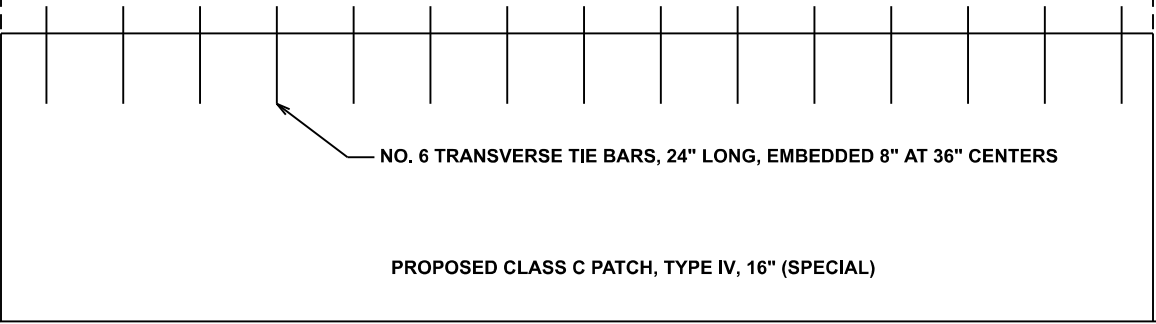 NO. 6 TRANSVERSE TIE BARS, 24" LONG, EMBEDDED 8" AT 36" CENTERS
PROPOSED CLASS C PATCH, TYPE IV, 16" (SPECIAL)